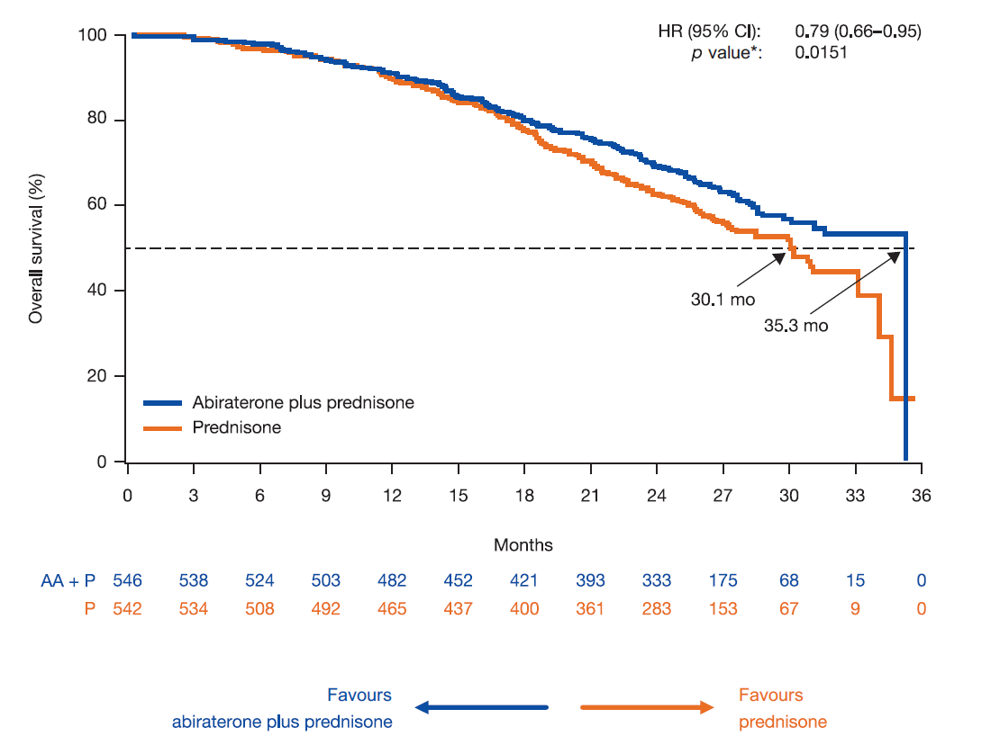 HR (95% CI): 0.79 (0.66–0.95)
p value*: 0.0151
Overall survival (%)
100
80
60
40
20
0
30.1 mo
35.3 mo
Abiraterone plus prednisone
Prednisone
0 3 6 9 12 15 18 21 24 27 30 33 36
Months
AA + P 546 538 524 503 482 452 421 393 333 175 68 15 0
P 542 534 508 492 465 437 400 361 283 153 67 9 0
Favours
abiraterone plus prednisone
Favours
prednisone